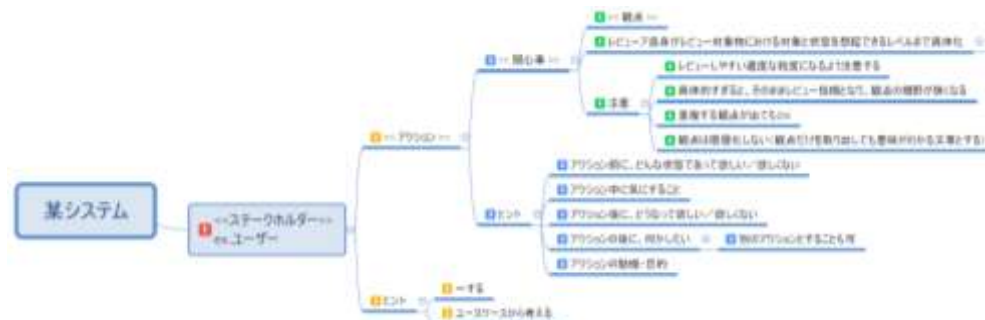 某システム
<<ステークホルダー>>
ex.ユーザー
<<アクション>>
<<関心事>>
<<観点>>
レビューア自身がレビュー対象物における対象と状態を想起できるレベルまで具体化
注意
レビューしやすい適度な粒度になるよう注意する
具体的すぎると、そのままレビュー指摘となり、観点の視野が狭くなる
重複する観点が出てもOK
観点は階層化しない(観点だけを取り出しても意味がわかる文章とする)
ヒント
アクション前に、どんな状態であって欲しい/欲しくない
アクション中に気にすること
アクション後に、どうなって欲しい/欲しくない
アクションの後に、何かしたい
別のアクションとすることも可
アクションの動機・目的
ヒント
〜する
ユースケースから考える